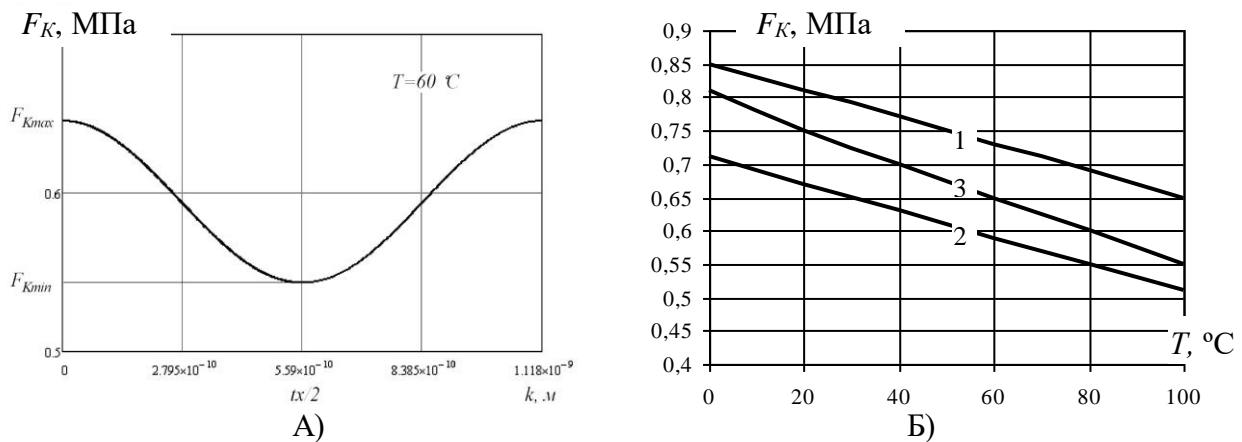 F_K, МПа
T=60 °C
F_Kmax
0.6
F_Kmin
0.5
0 2.795×10⁻¹⁰ 5.59×10⁻¹⁰ 8.385×10⁻¹⁰ 1.118×10⁻⁹
tx/2 k, м
А)
F_K, МПа
0,9
0,85
0,8
0,75
0,7
0,65
0,6
0,55
0,5
0,45
0,4
1
3
2
T, ºC
0 20 40 60 80 100
Б)